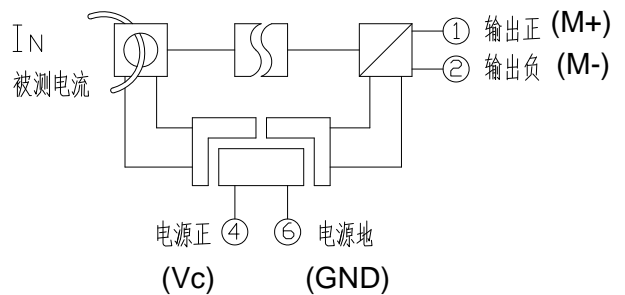 IN
被测电流
① 输出正 (M+)
② 输出负 (M-)
电源正 ④ ⑥ 电源地
(Vc) (GND)